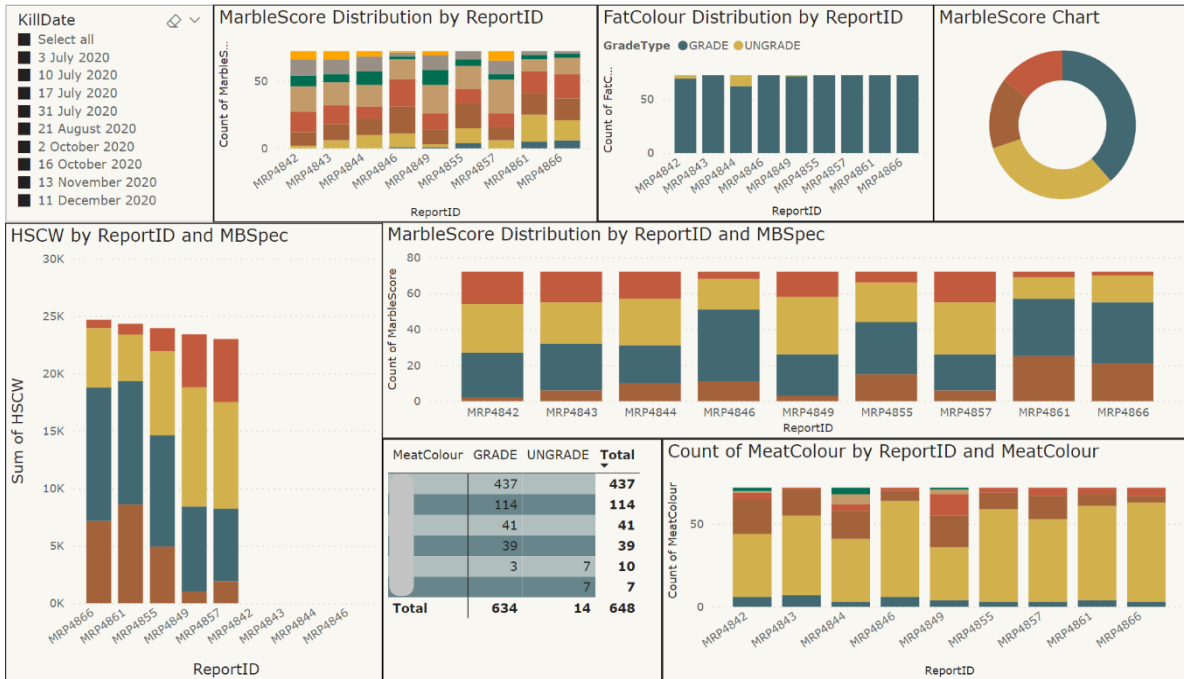 KillDate
Select all
3 July 2020
10 July 2020
17 July 2020
31 July 2020
21 August 2020
2 October 2020
16 October 2020
13 November 2020
11 December 2020
MarbleScore Distribution by ReportID
Count of MarbleS...
50
0
MRP4842 MRP4843 MRP4844 MRP4846 MRP4849 MRP4855 MRP4857 MRP4861 MRP4866
ReportID
FatColour Distribution by ReportID
GradeType GRADE UNGRADE
Count of FatC...
50
0
MRP4842 MRP4843 MRP4844 MRP4846 MRP4849 MRP4855 MRP4857 MRP4861 MRP4866
ReportID
MarbleScore Chart
HSCW by ReportID and MBSpec
Sum of HSCW
30K
25K
20K
15K
10K
5K
0K
MRP4866 MRP4861 MRP4855 MRP4849 MRP4857 MRP4842 MRP4843 MRP4844 MRP4846
ReportID
MarbleScore Distribution by ReportID and MBSpec
Count of MarbleScore
80
60
40
20
0
MRP4842 MRP4843 MRP4844 MRP4846 MRP4849 MRP4855 MRP4857 MRP4861 MRP4866
ReportID
MeatColour GRADE UNGRADE Total
437 437
114 114
41 41
39 39
3 7 10
7 7
Total 634 14 648
Count of MeatColour by ReportID and MeatColour
Count of MeatColour
50
0
MRP4842 MRP4843 MRP4844 MRP4846 MRP4849 MRP4855 MRP4857 MRP4861 MRP4866
ReportID